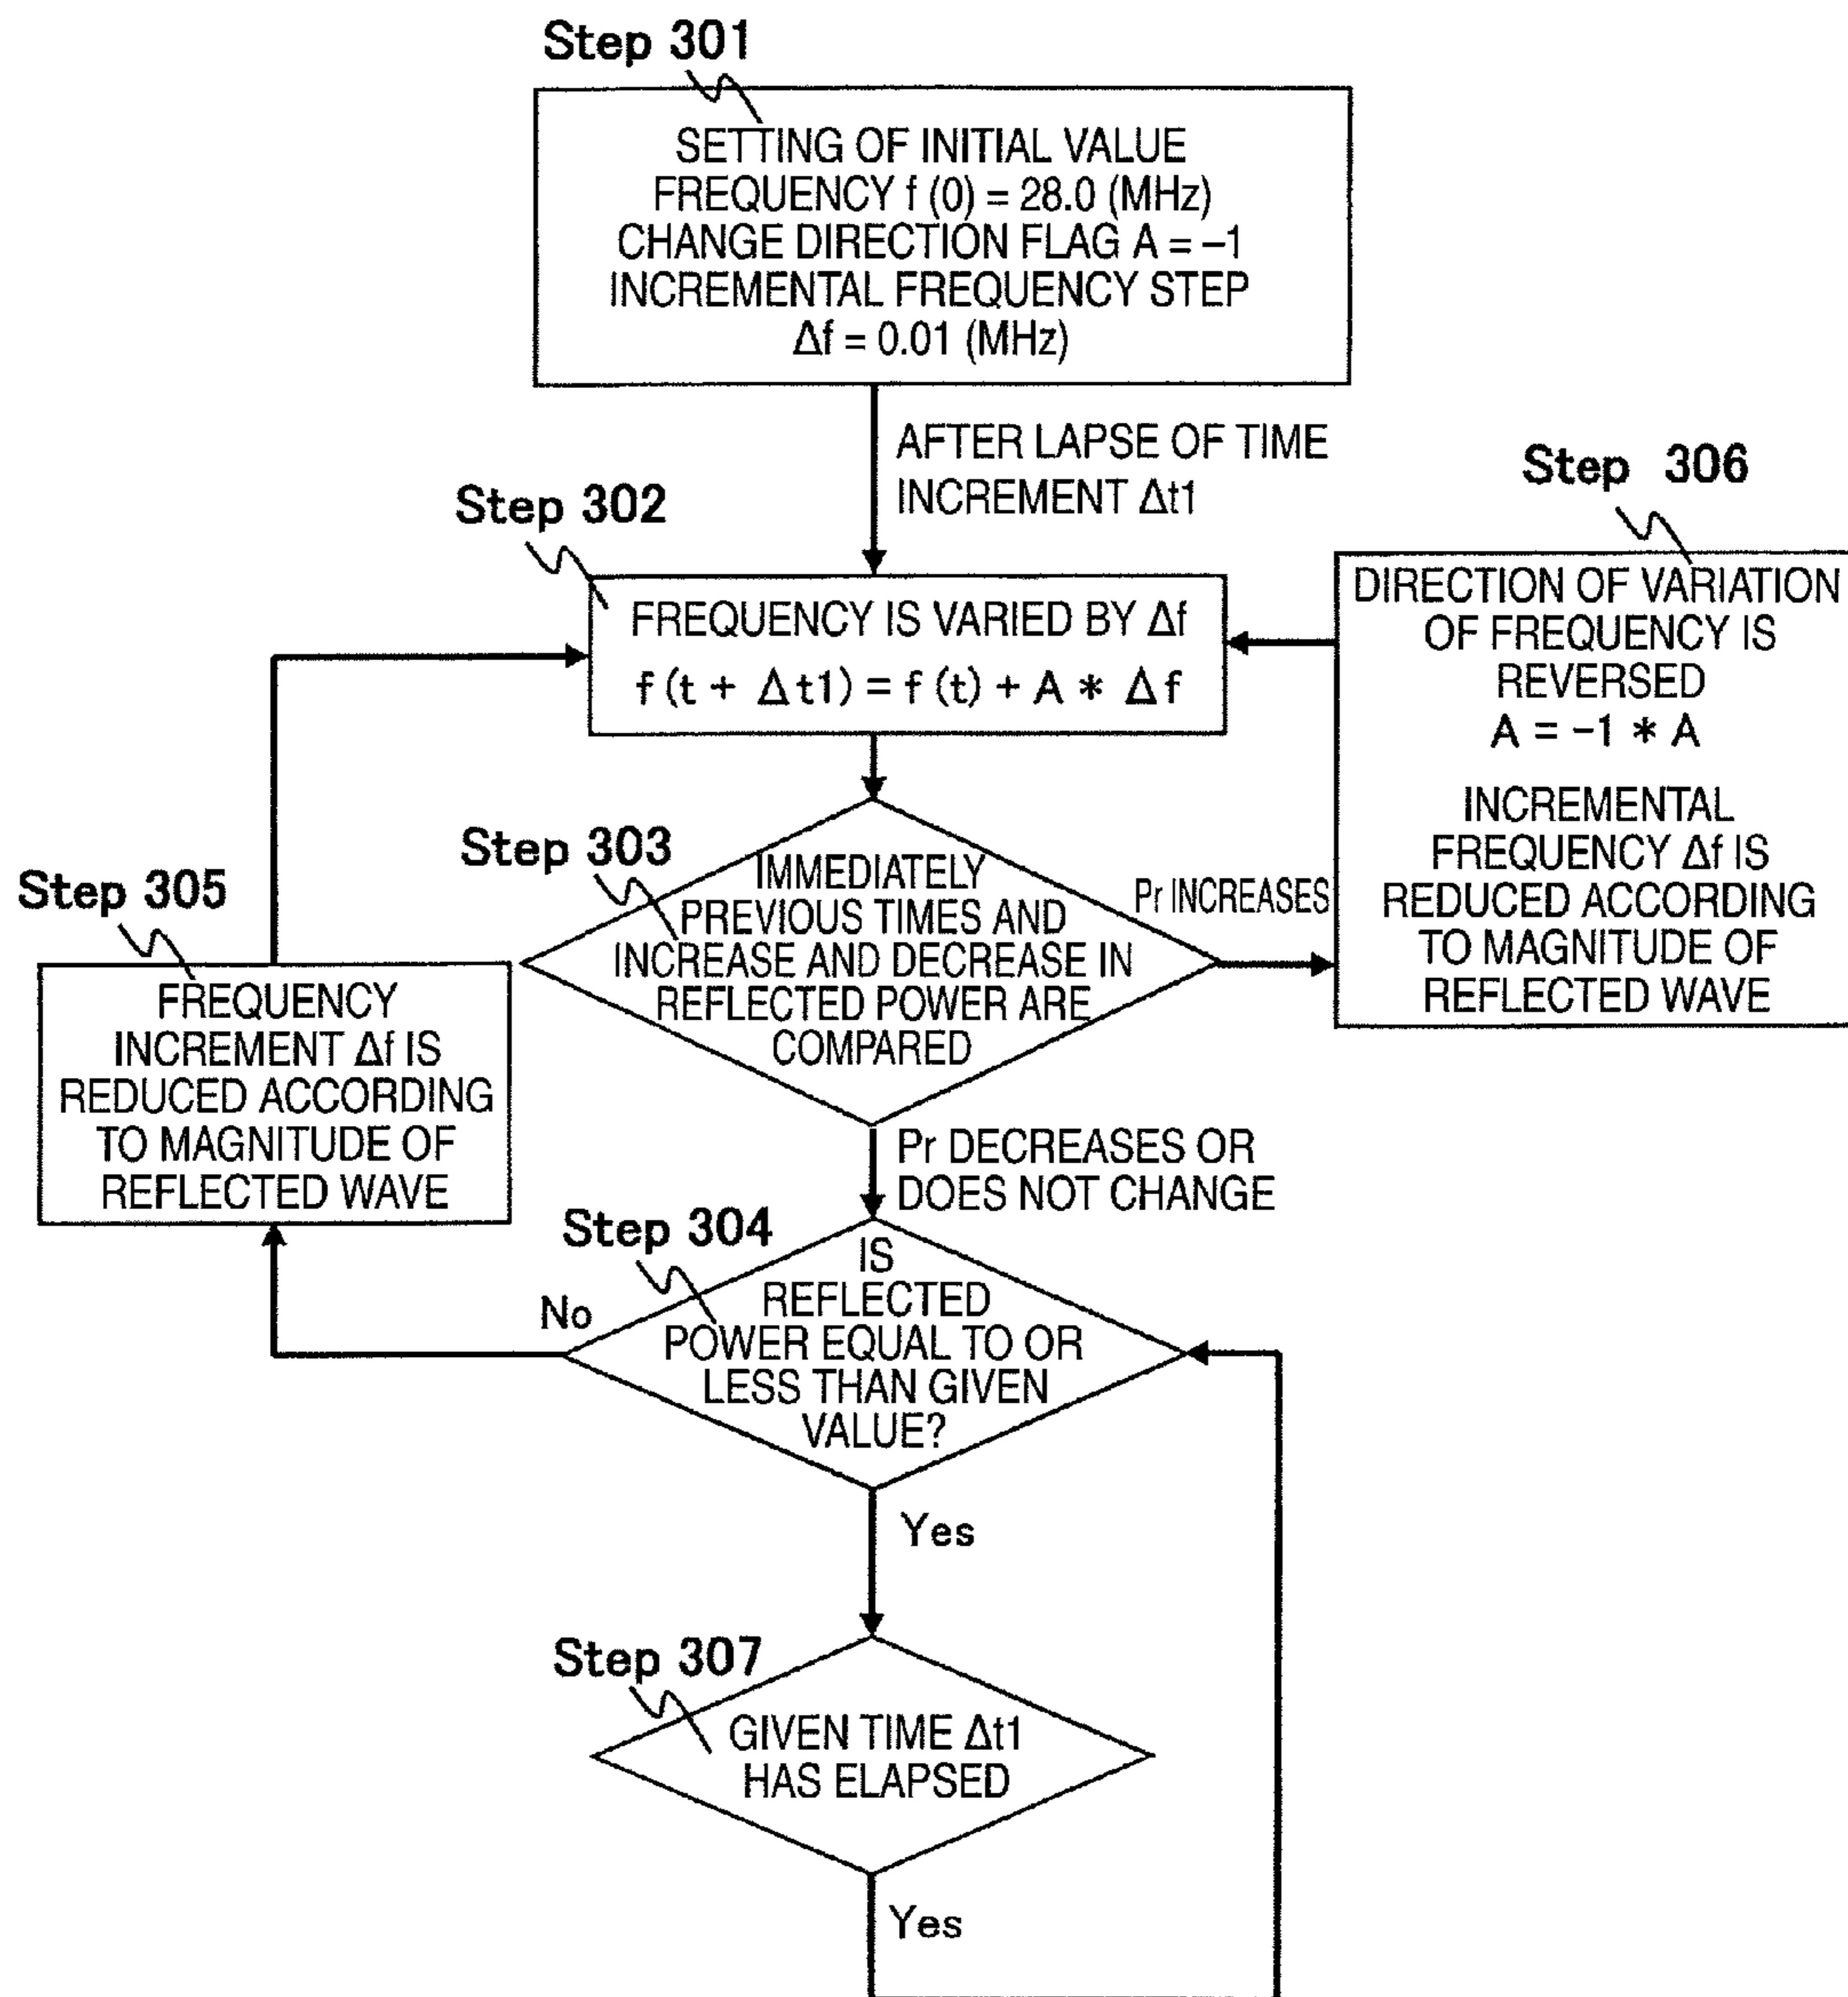 Step 301
SETTING OF INITIAL VALUE
FREQUENCY f (0) = 28.0 (MHz)
CHANGE DIRECTION FLAG A = –1
INCREMENTAL FREQUENCY STEP
Δf = 0.01 (MHz)
AFTER LAPSE OF TIME
INCREMENT Δt1
Step 302
FREQUENCY IS VARIED BY Δf
f (t + Δt1) = f (t) + A * Δf
Step 306
DIRECTION OF VARIATION
OF FREQUENCY IS
REVERSED
A = –1 * A
INCREMENTAL
FREQUENCY Δf IS
REDUCED ACCORDING
TO MAGNITUDE OF
REFLECTED WAVE
Step 303
IMMEDIATELY
PREVIOUS TIMES AND
INCREASE AND DECREASE IN
REFLECTED POWER ARE
COMPARED
Pr INCREASES
Step 305
FREQUENCY
INCREMENT Δf IS
REDUCED ACCORDING
TO MAGNITUDE OF
REFLECTED WAVE
Pr DECREASES OR
DOES NOT CHANGE
Step 304
IS
REFLECTED
POWER EQUAL TO OR
LESS THAN GIVEN
VALUE?
No
Yes
Step 307
GIVEN TIME Δt1
HAS ELAPSED
Yes